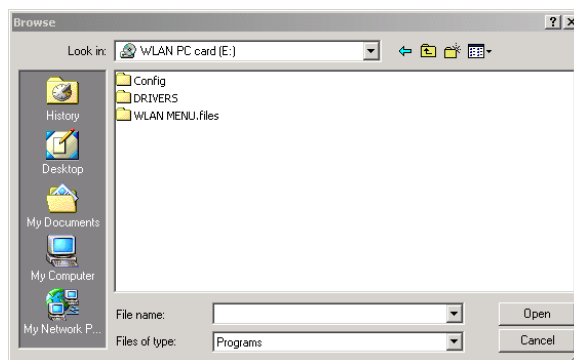 Browse
Look in:
WLAN PC card (E:)
Config
DRIVERS
WLAN MENU.files
History
Desktop
My Documents
My Computer
My Network P...
File name:
Open
Files of type:
Programs
Cancel